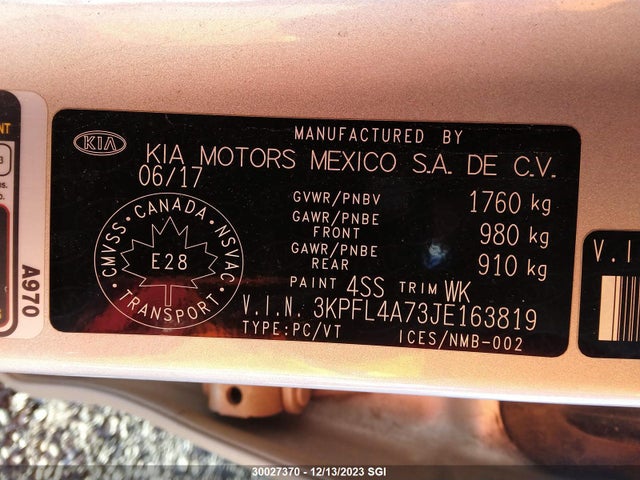 MANUFACTURED BY
KIA
KIA MOTORS MEXICO S.A. DE C.V.
06/17
GVWR/PNBV 1760 kg
GAWR/PNBE FRONT 980 kg
GAWR/PNBE REAR 910 kg
CMVSS · CANADA · NSVAC
E28
TRANSPORT
PAINT 4SS TRIM WK
V.I.N. 3KPFL4A73JE163819
TYPE:PC/VT ICES/NMB-002
A970
V.I
30027370 - 12/13/2023 SGI